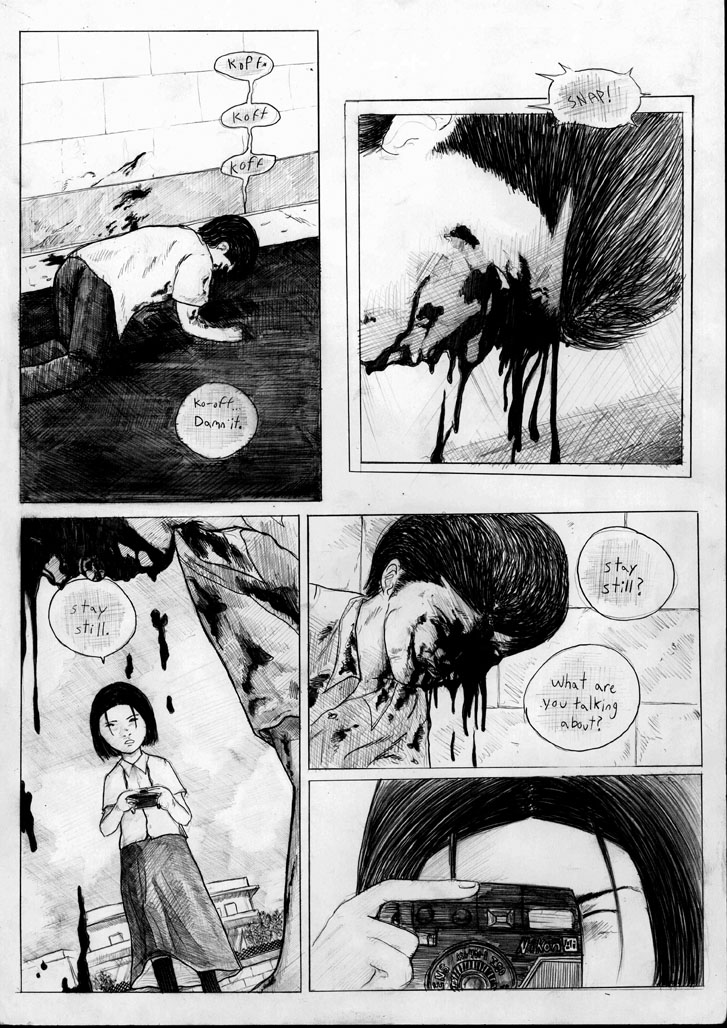 Koff.
Koff
Koff
Ko-off...
Damn it.
SNAP!
stay
still.
stay
still?
What are
you talking
about?